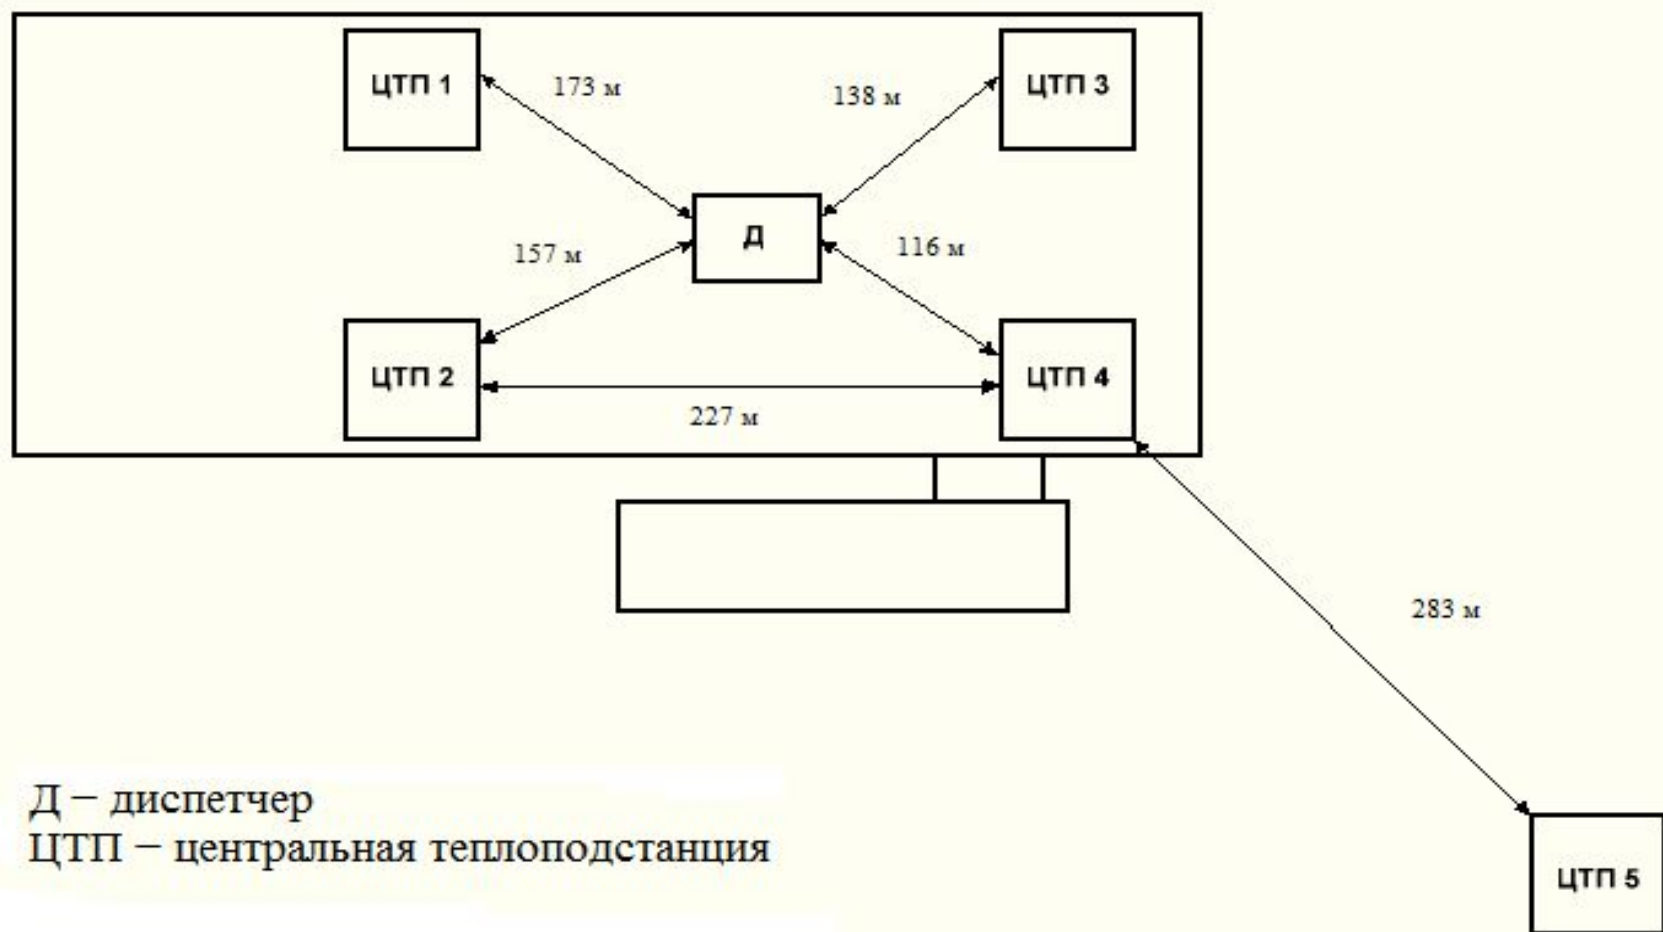 ЦТП 1
173 м
138 м
ЦТП 3
Д
157 м
116 м
ЦТП 2
ЦТП 4
227 м
283 м
Д – диспетчер
ЦТП – центральная теплоподстанция
ЦТП 5